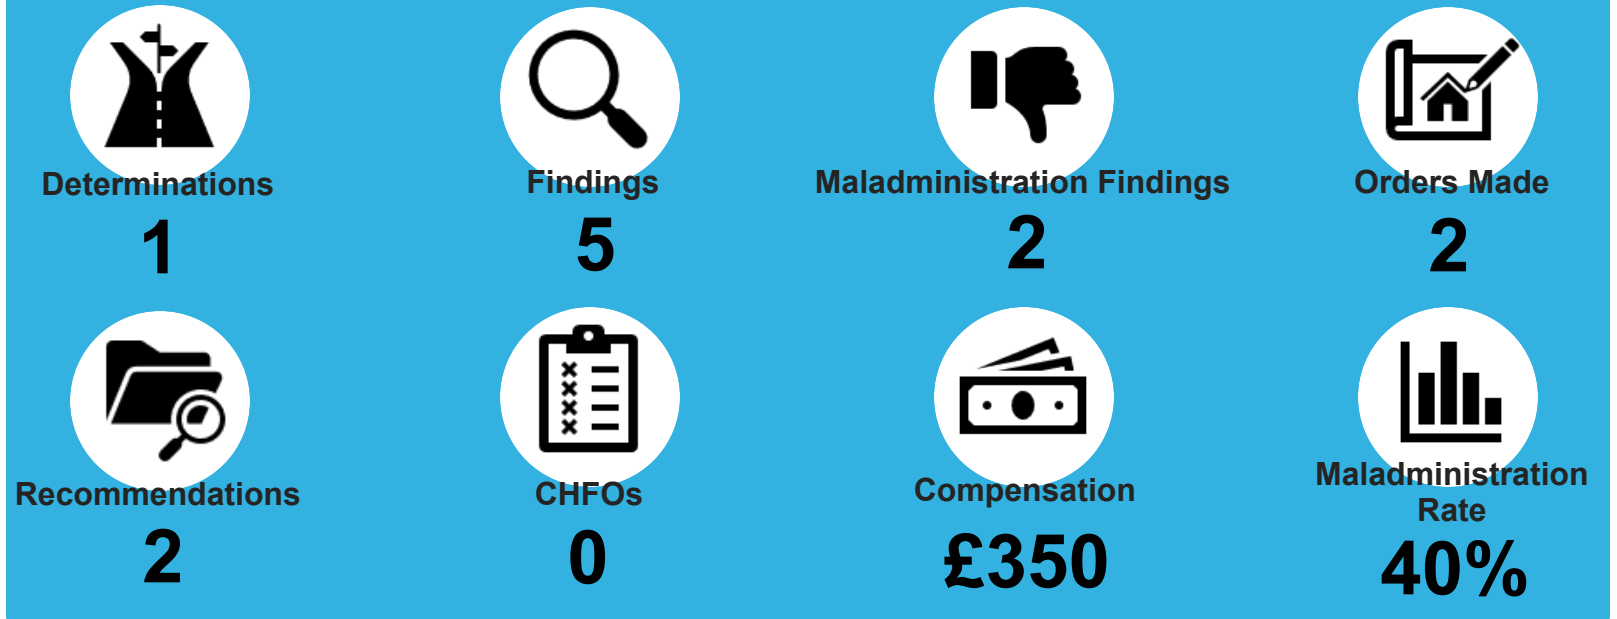 Determinations
1
Findings
5
Maladministration Findings
2
Orders Made
2
Recommendations
2
CHFOs
0
Compensation
£350
Maladministration
Rate
40%